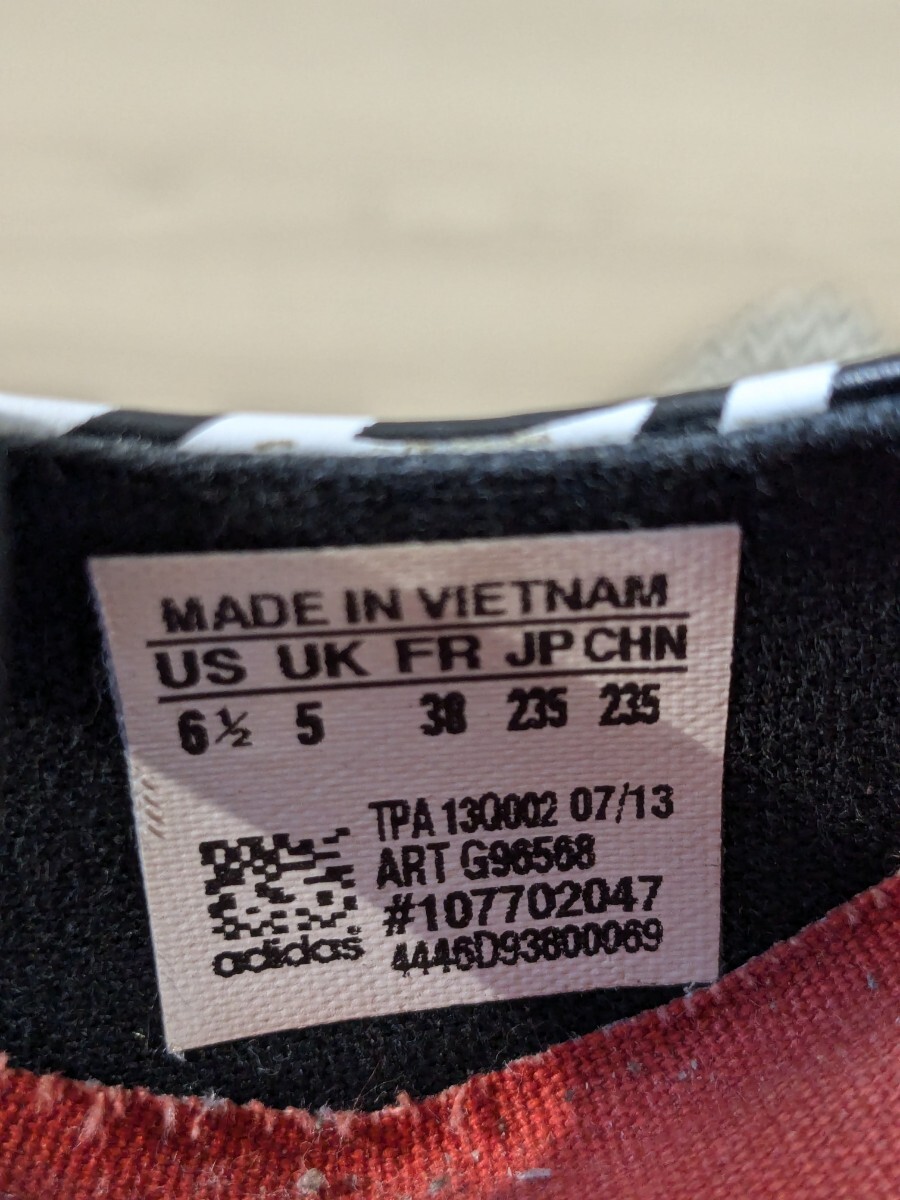 MADE IN VIETNAM
US UK FR JP CHN
6½ 5 38 235 235
TPA 13Q002 07/13
ART G96568
#107702047
4446D93800069
adidas